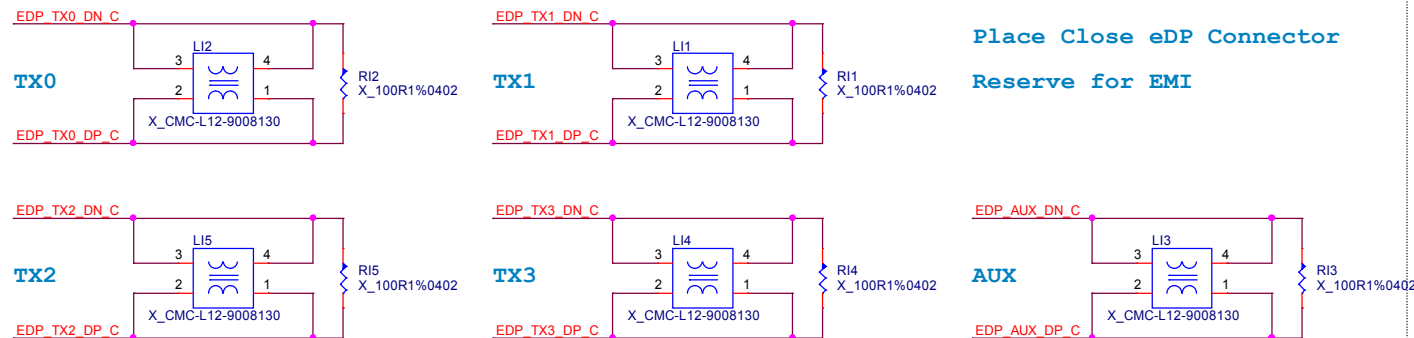 EDP_TX0_DN_C
LI2
3 4
2 1
TX0
RI2
X_100R1%0402
X_CMC-L12-9008130
EDP_TX0_DP_C
EDP_TX1_DN_C
LI1
3 4
2 1
TX1
RI1
X_100R1%0402
X_CMC-L12-9008130
EDP_TX1_DP_C
Place Close eDP Connector
Reserve for EMI
EDP_TX2_DN_C
LI5
3 4
2 1
TX2
RI5
X_100R1%0402
X_CMC-L12-9008130
EDP_TX2_DP_C
EDP_TX3_DN_C
LI4
3 4
2 1
TX3
RI4
X_100R1%0402
X_CMC-L12-9008130
EDP_TX3_DP_C
EDP_AUX_DN_C
LI3
3 4
2 1
AUX
RI3
X_100R1%0402
X_CMC-L12-9008130
EDP_AUX_DP_C